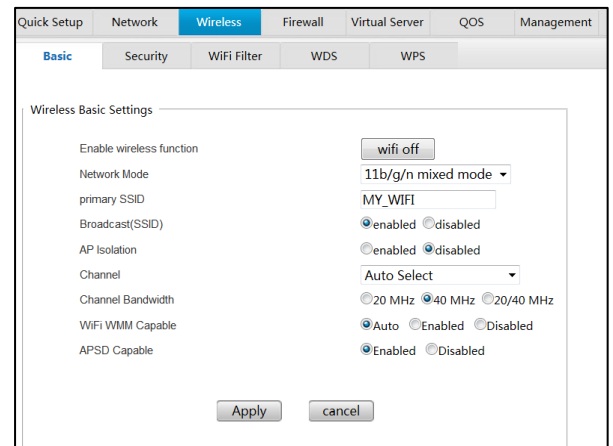 Quick Setup Network Wireless Firewall Virtual Server QOS Management
Basic Security WiFi Filter WDS WPS
Wireless Basic Settings
Enable wireless function wifi off
Network Mode 11b/g/n mixed mode
primary SSID MY_WIFI
Broadcast(SSID) enabled disabled
AP Isolation enabled disabled
Channel Auto Select
Channel Bandwidth 20 MHz 40 MHz 20/40 MHz
WiFi WMM Capable Auto Enabled Disabled
APSD Capable Enabled Disabled
Apply cancel